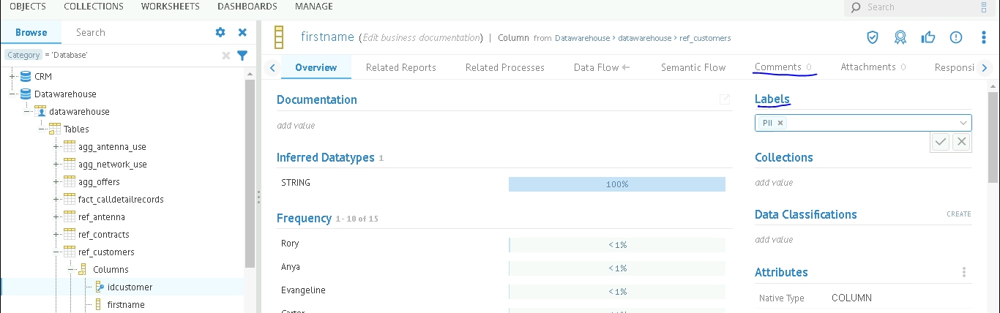 OBJECTS COLLECTIONS WORKSHEETS DASHBOARDS MANAGE Search
Browse Search
Category = 'Database'
CRM
Datawarehouse
datawarehouse
Tables
agg_antenna_use
agg_network_use
agg_offers
fact_calldetailrecords
ref_antenna
ref_contracts
ref_customers
Columns
idcustomer
firstname
firstname (Edit business documentation) | Column from Datawarehouse > datawarehouse > ref_customers
Overview Related Reports Related Processes Data Flow Semantic Flow Comments 0 Attachments 0 Responsi
Documentation
add value
Inferred Datatypes 1
STRING 100%
Frequency 1 - 10 of 15
Rory < 1%
Anya < 1%
Evangeline < 1%
Carter
Labels
PII ×
Collections
add value
Data Classifications CREATE
add value
Attributes
Native Type COLUMN